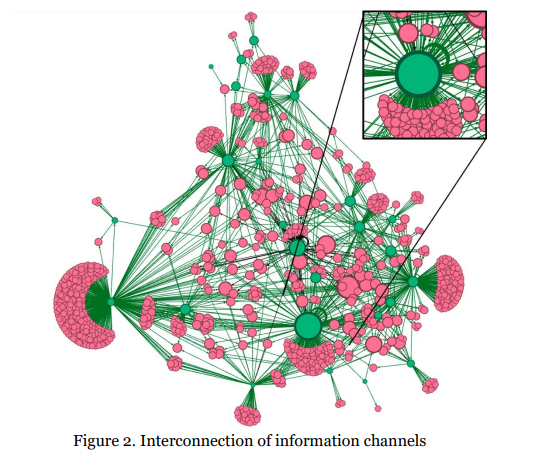 Figure 2. Interconnection of information channels